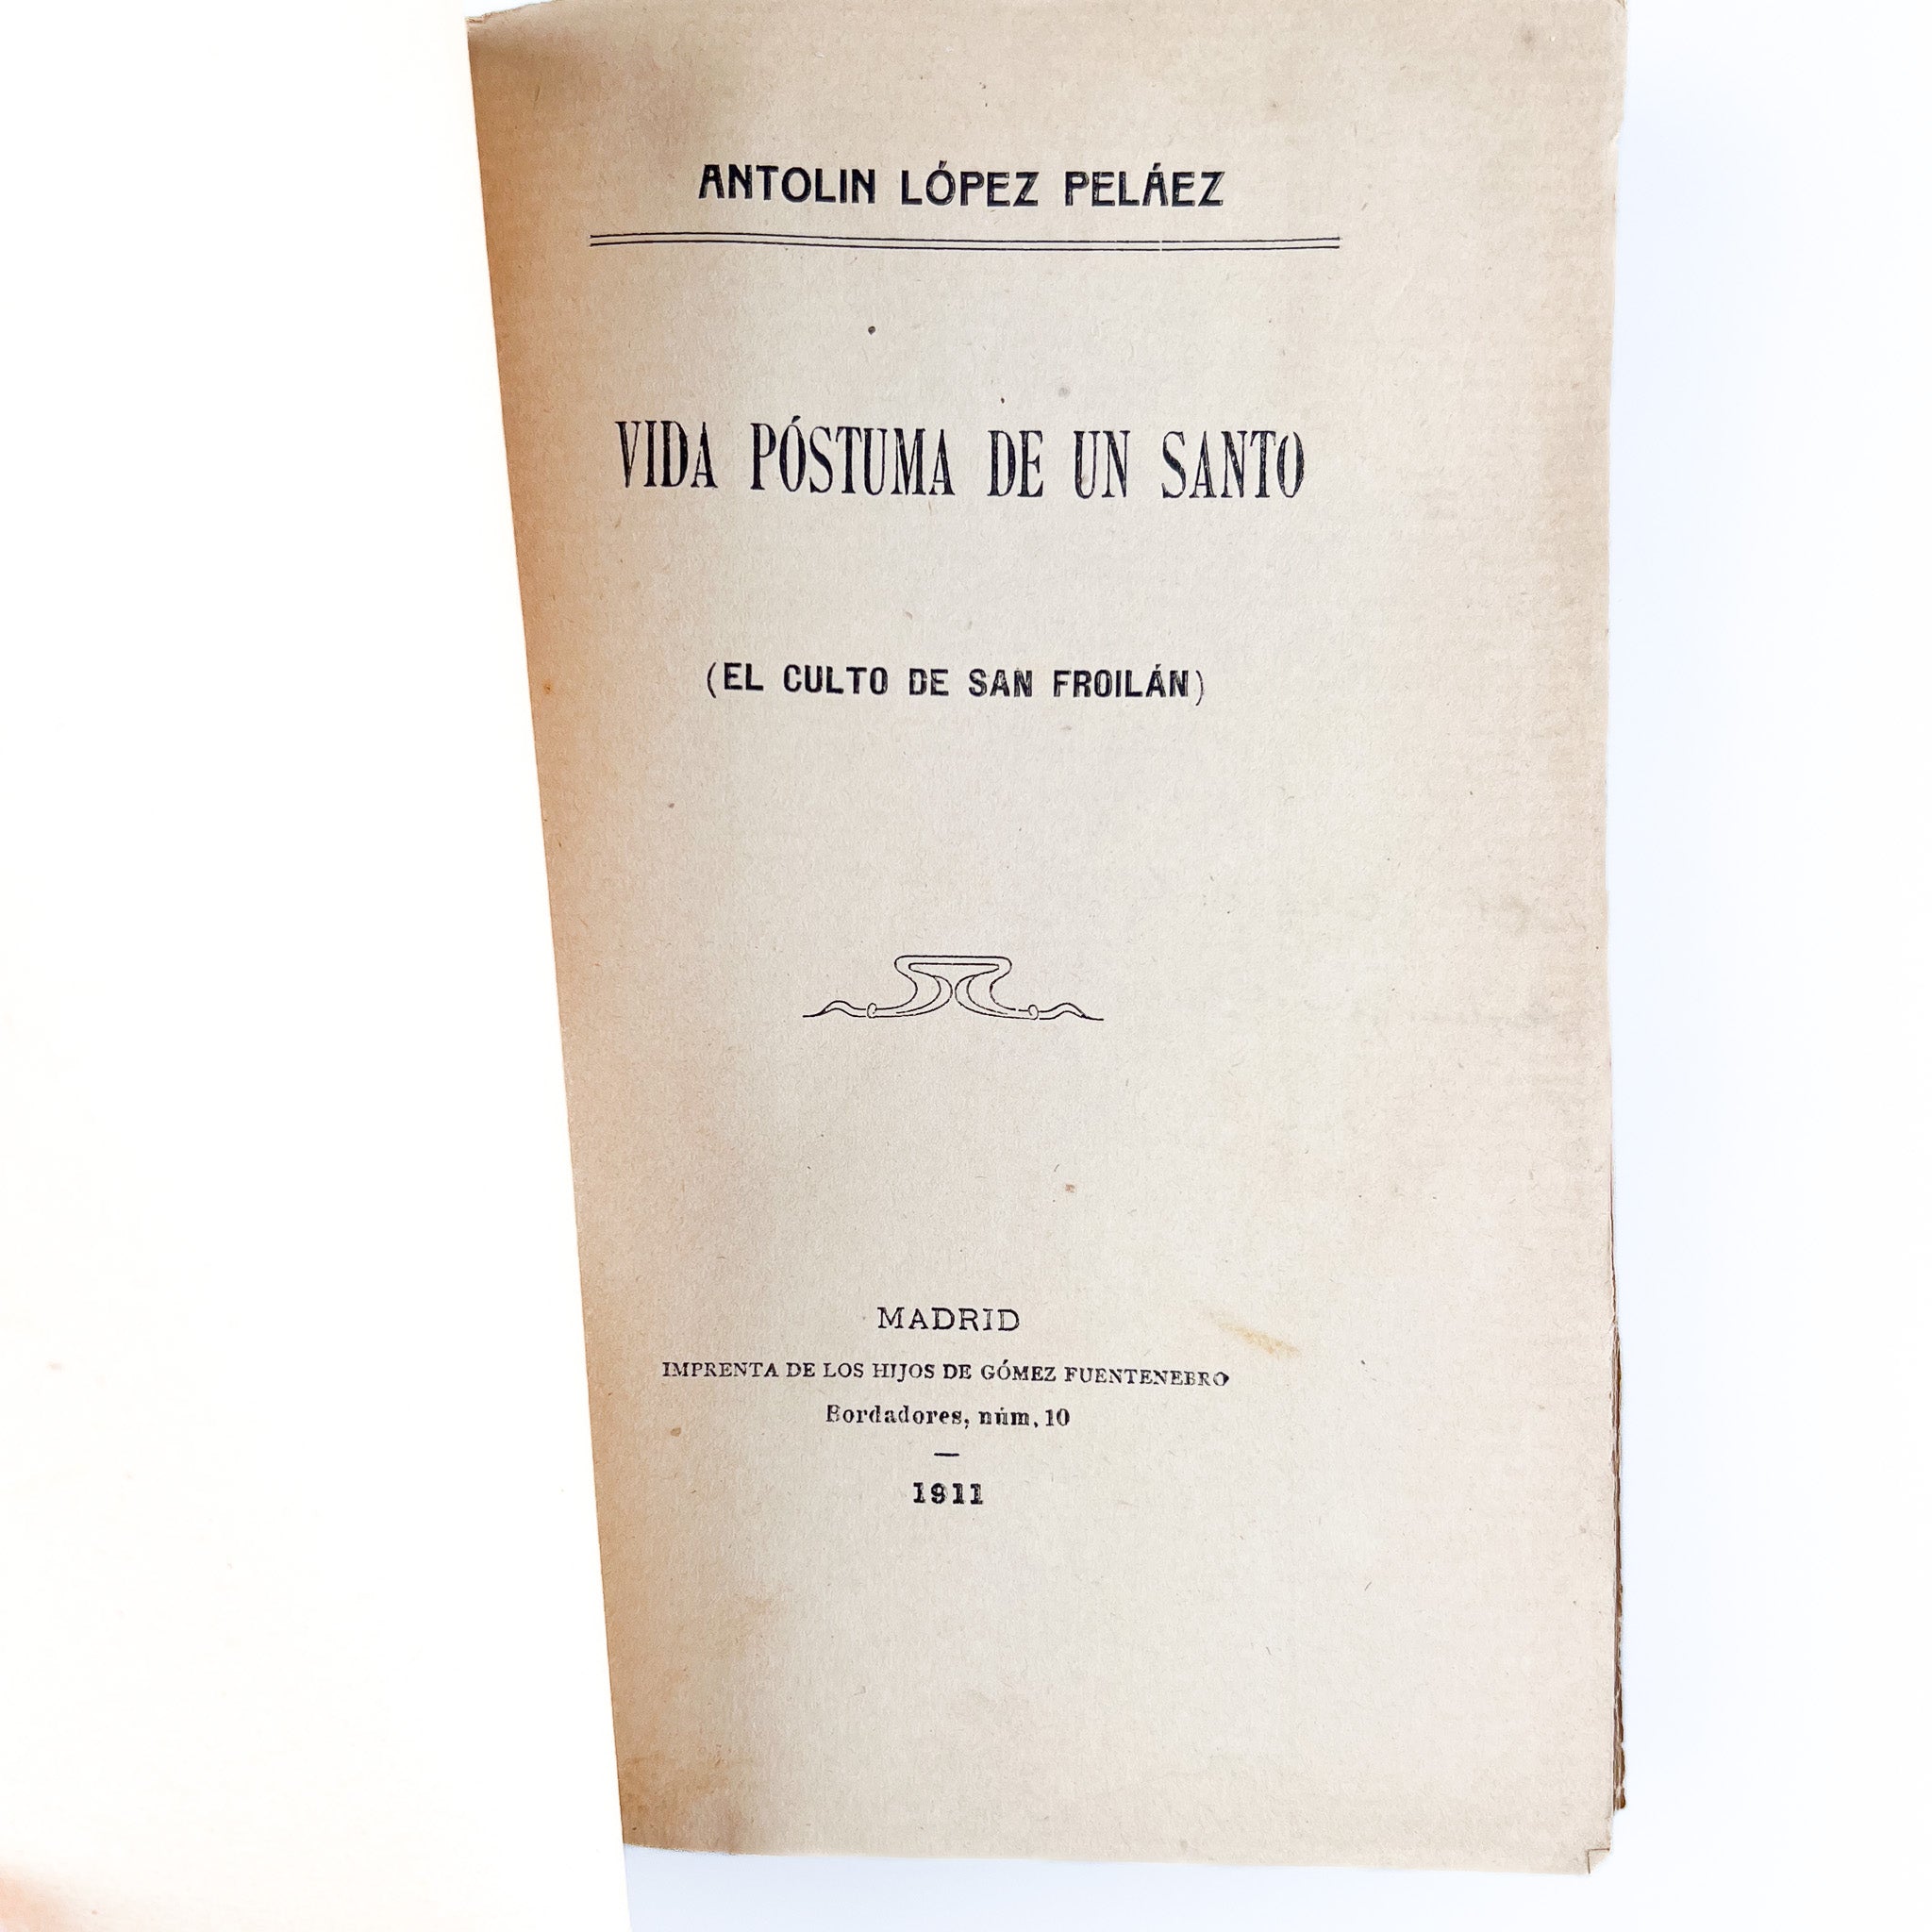 ANTOLIN LÓPEZ PELÁEZ
VIDA PÓSTUMA DE UN SANTO
(EL CULTO DE SAN FROILÁN)
MADRID
IMPRENTA DE LOS HIJOS DE GÓMEZ FUENTENEBRO
Bordadores, núm. 10
—
1911